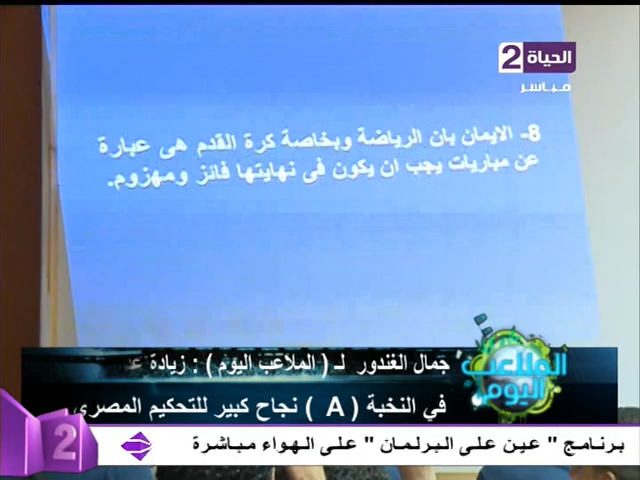 الحياة 2
مباشر
8- الايمان بان الرياضة وبخاصة كرة القدم هى عبارة
عن مباريات يجب ان يكون فى نهايتها فائز ومهزوم.
جمال الغندور لـ ( الملاعب اليوم ) : زيادة
في النخبة ( A ) نجاح كبير للتحكيم المصرى
الملاعب
اليوم
2
برنامج " عين على البرلمان " على الهواء مباشرة